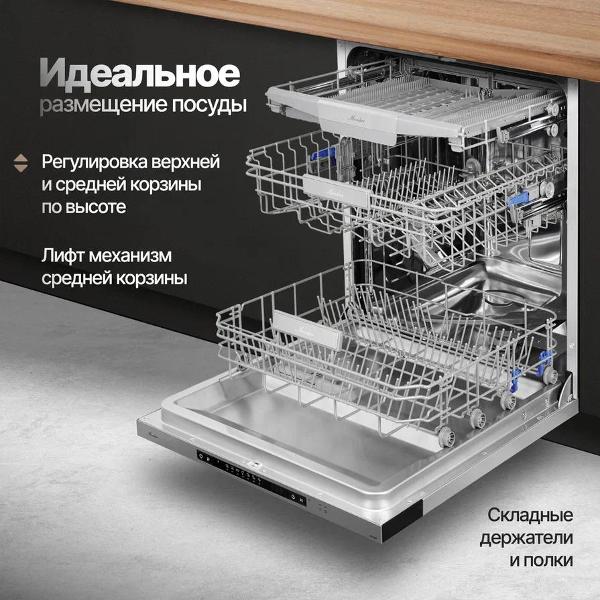 Идеальное
размещение посуды
Регулировка верхней
и средней корзины
по высоте
Лифт механизм
средней корзины
Складные
держатели
и полки